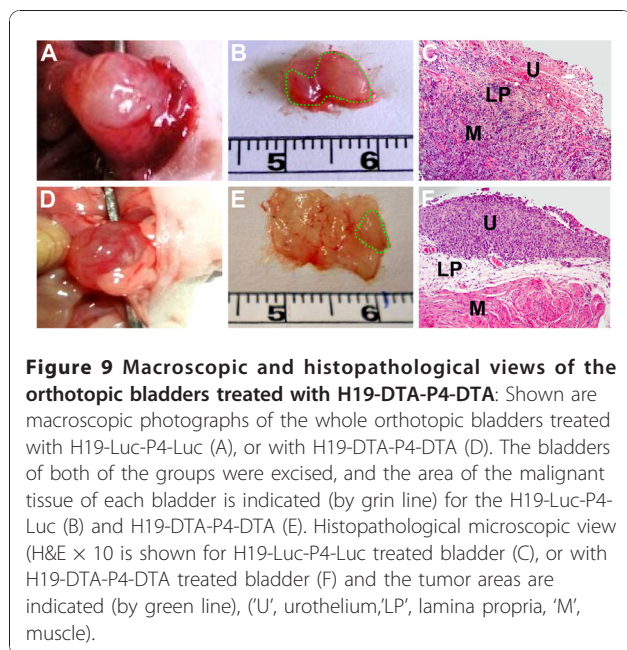 A B C
U
LP
M
5 6
D E F
U
LP
M
5 6
Figure 9 Macroscopic and histopathological views of the
orthotopic bladders treated with H19-DTA-P4-DTA: Shown are
macroscopic photographs of the whole orthotopic bladders treated
with H19-Luc-P4-Luc (A), or with H19-DTA-P4-DTA (D). The bladders
of both of the groups were excised, and the area of the malignant
tissue of each bladder is indicated (by grin line) for the H19-Luc-P4-
Luc (B) and H19-DTA-P4-DTA (E). Histopathological microscopic view
(H&E × 10 is shown for H19-Luc-P4-Luc treated bladder (C), or with
H19-DTA-P4-DTA treated bladder (F) and the tumor areas are
indicated (by green line), ('U', urothelium,'LP', lamina propria, 'M',
muscle).